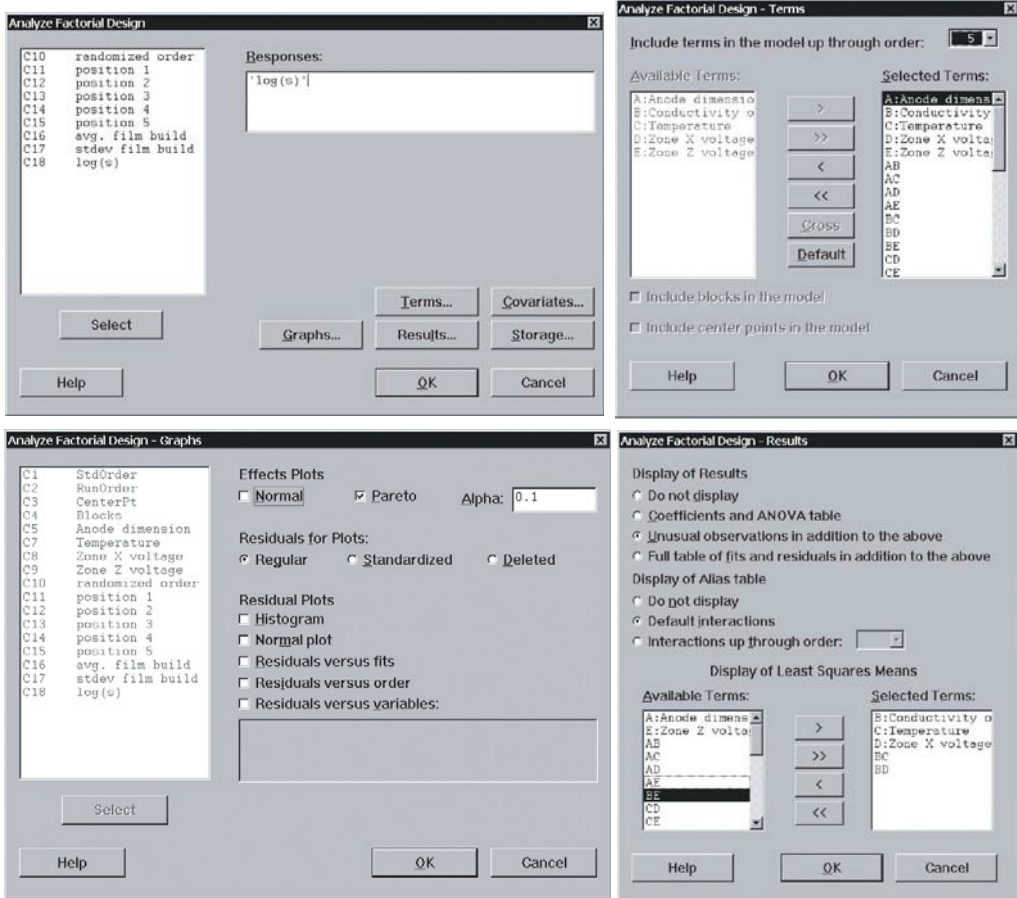 Analyze Factorial Design
C10 randomized order
C11 position 1
C12 position 2
C13 position 3
C14 position 4
C15 position 5
C16 avg. film build
C17 stdev film build
C18 log(s)
Responses:
'log(s)'
Select
Terms...
Covariates...
Graphs...
Results...
Storage...
Help
OK
Cancel
Analyze Factorial Design - Terms
Include terms in the model up through order: 5
Available Terms:
A:Anode dimensio
B:Conductivity o
C:Temperature
D:Zone X voltage
E:Zone Z voltage
>
>>
<
<<
Cross
Default
Selected Terms:
A:Anode dimens
B:Conductivity
C:Temperature
D:Zone X volta
E:Zone Z volta
AB
AC
AD
AE
BC
BD
BE
CD
CE
Include blocks in the model
Include center points in the model
Help
OK
Cancel
Analyze Factorial Design - Graphs
C1 StdOrder
C2 RunOrder
C3 CenterPt
C4 Blocks
C5 Anode dimension
C7 Temperature
C8 Zone X voltage
C9 Zone Z voltage
C10 randomized order
C11 position 1
C12 position 2
C13 position 3
C14 position 4
C15 position 5
C16 avg. film build
C17 stdev film build
C18 log(s)
Effects Plots
Normal
Pareto
Alpha: 0.1
Residuals for Plots:
Regular
Standardized
Deleted
Residual Plots
Histogram
Normal plot
Residuals versus fits
Residuals versus order
Residuals versus variables:
Select
Help
OK
Cancel
Analyze Factorial Design - Results
Display of Results
Do not display
Coefficients and ANOVA table
Unusual observations in addition to the above
Full table of fits and residuals in addition to the above
Display of Alias table
Do not display
Default interactions
Interactions up through order:
Display of Least Squares Means
Available Terms:
A:Anode dimens
E:Zone Z volta
AB
AC
AD
AE
BE
CD
CE
>
>>
<
<<
Selected Terms:
B:Conductivity o
C:Temperature
D:Zone X voltage
BC
BD
Help
OK
Cancel